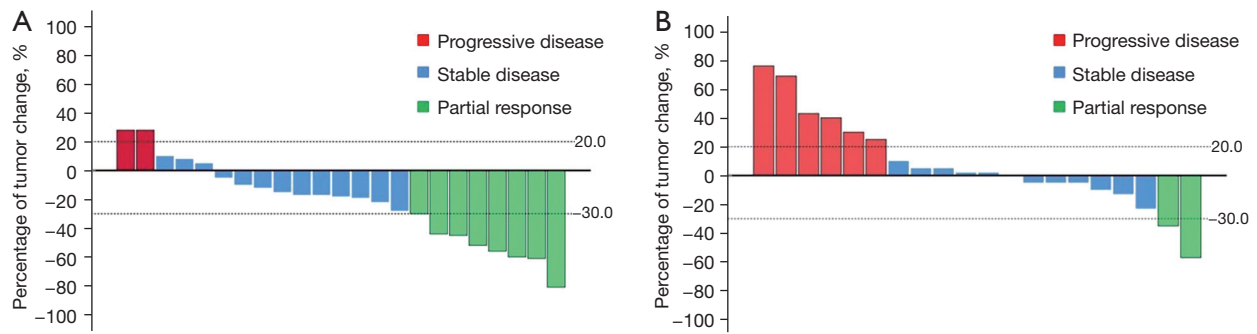 A
Percentage of tumor change, %
100
80
60
40
20
0
−20
−40
−60
−80
−100
Progressive disease
Stable disease
Partial response
20.0
−30.0
B
Percentage of tumor change, %
100
80
60
40
20
0
−20
−40
−60
−80
−100
Progressive disease
Stable disease
Partial response
20.0
−30.0